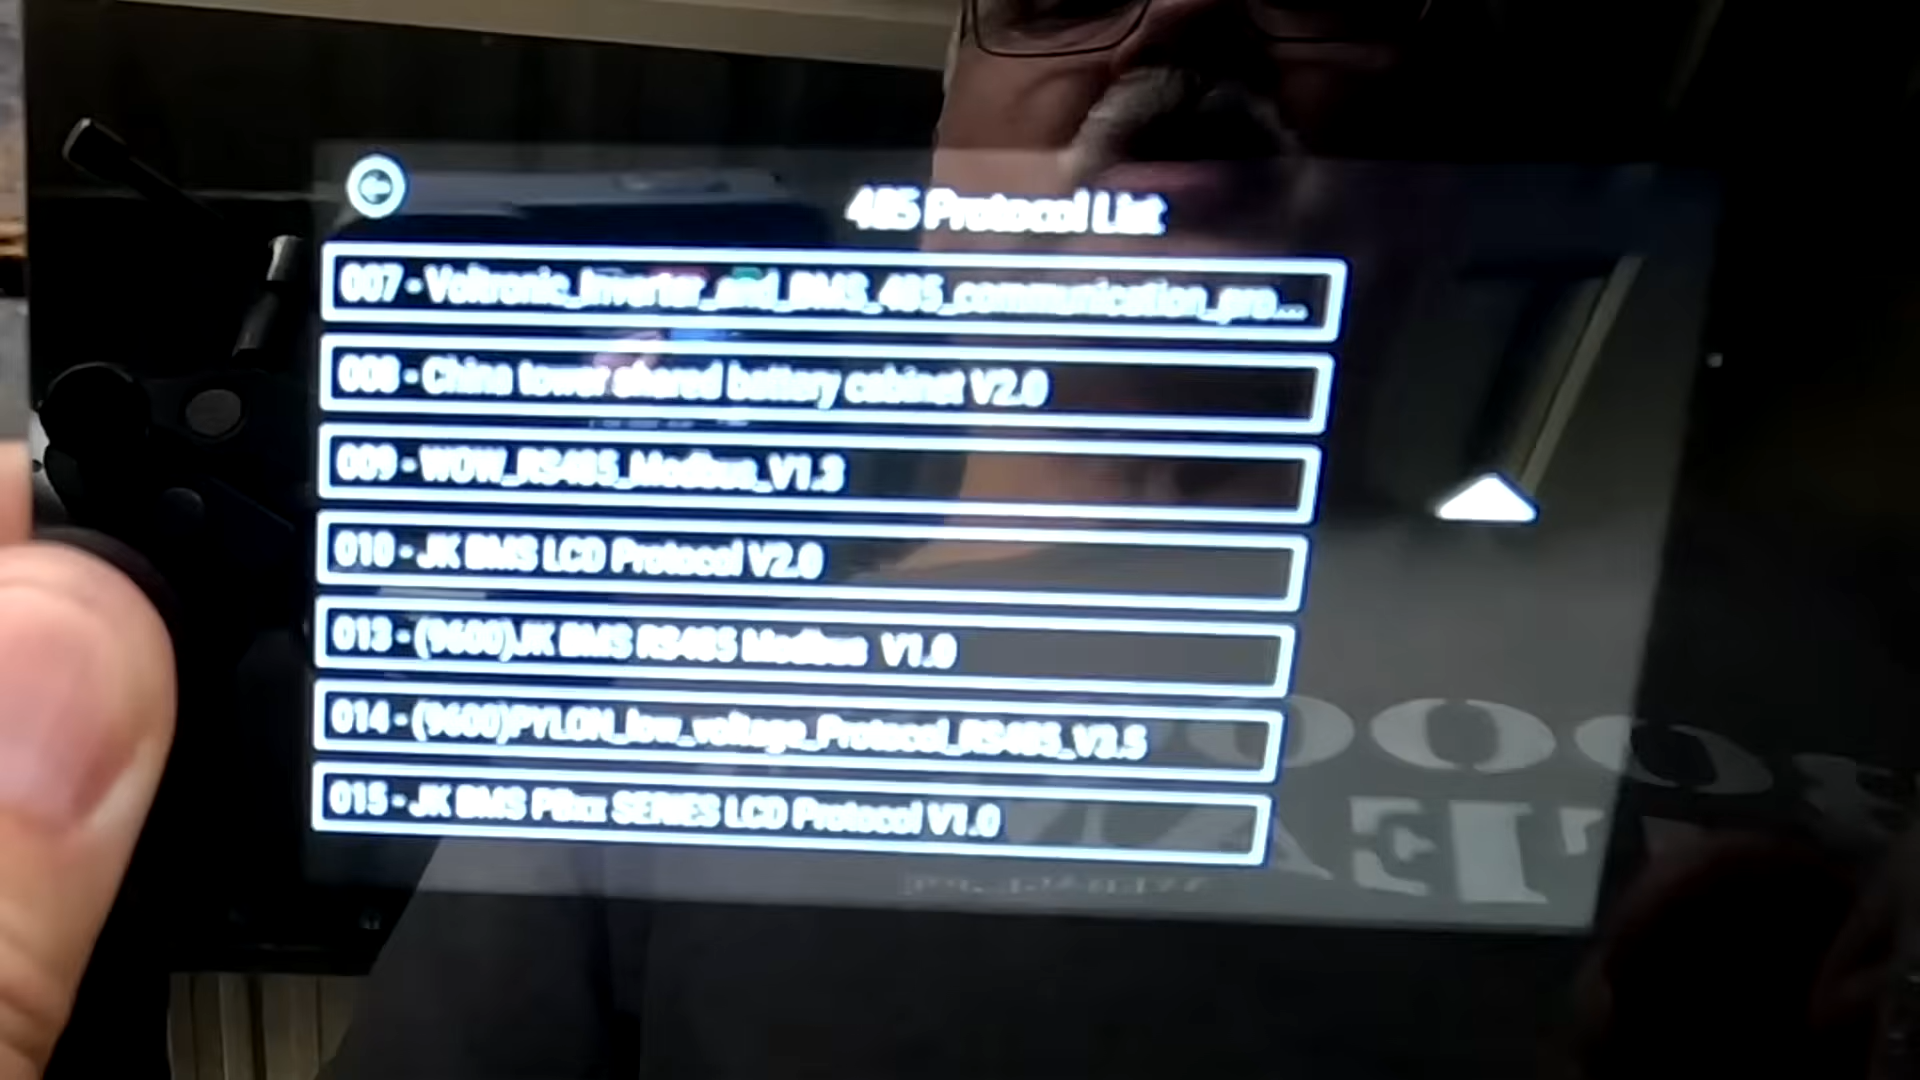 485 Protocol List
007 - Voltronic_Inverter_and_BMS_485_communication_pro...
008 - China tower shared battery cabinet V2.0
009 - WOW_RS485_Modbus_V1.3
010 - JK BMS LCD Protocol V2.0
013 - (9600)JK BMS RS485 Modbus V1.0
014 - (9600)PYLON_low_voltage_Protocol_RS485_V3.5
015 - JK BMS PBxx SERIES LCD Protocol V1.0